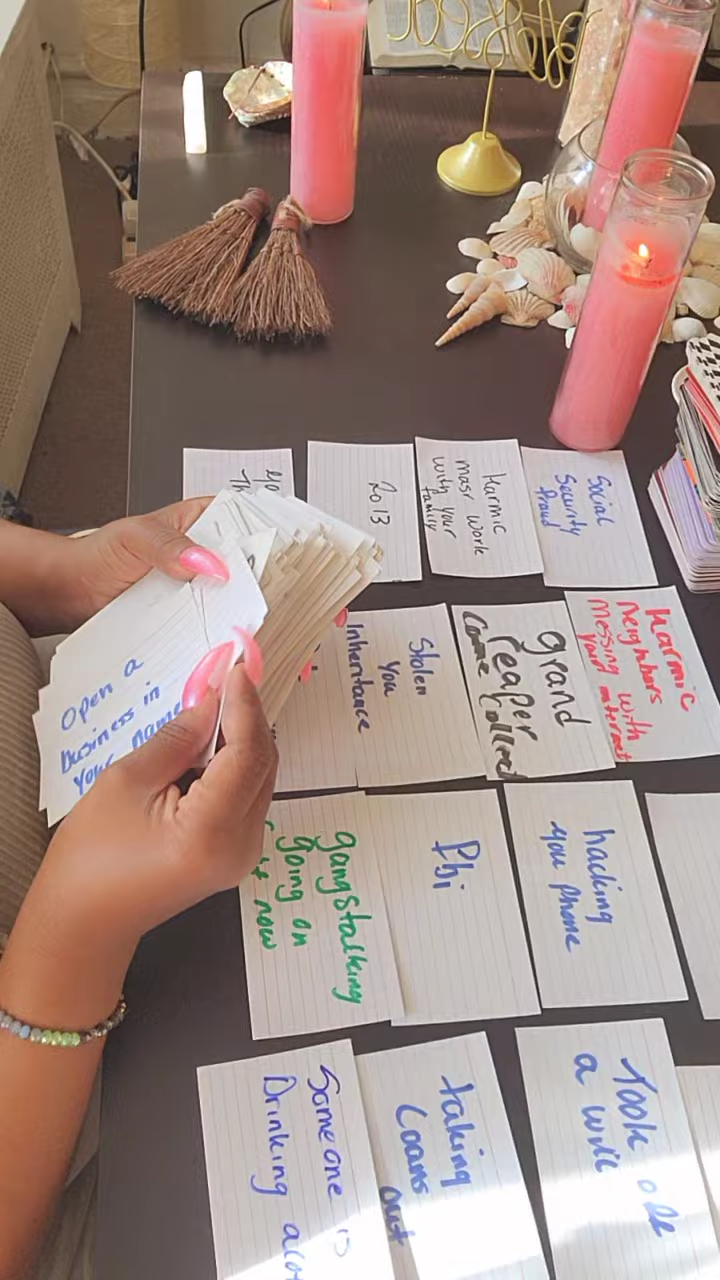 2013
Karmic
work
with your
family
Social
Security
fraud
Open a
business in
your name
Stolen
You
Inheritance
grand
reaper
Come Collect
Karmic
Neighbors
Messing with
your internet
gangstalking
going on
now
fbi
hacking
you phone
Someone is
Drinking
taking
Loans
out
Took
a will